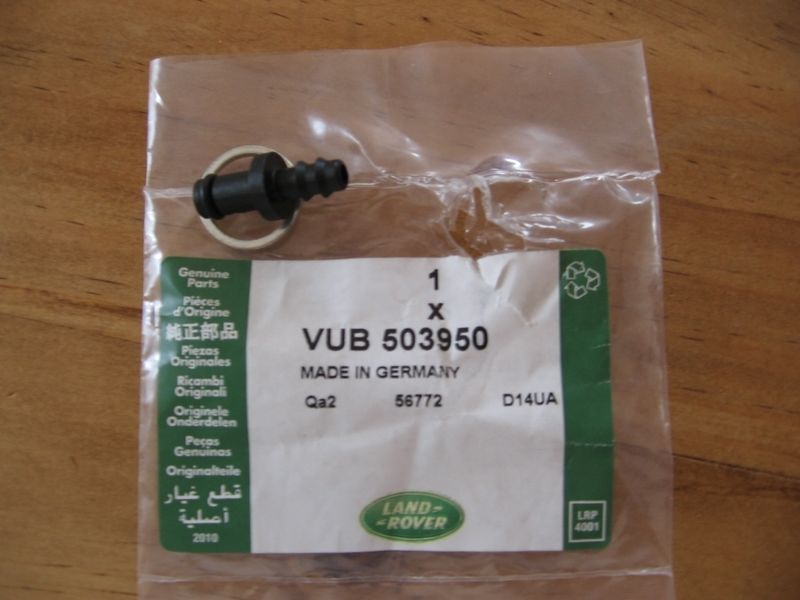 Genuine
Parts
Pièces
d'Origine
純正部品
Piezas
Originales
Ricambi
Originali
Originele
Onderdelen
Peças
Genuinas
Originalteile
قطع غيار
أصلية
2010
1
x
VUB 503950
MADE IN GERMANY
Qa2 56772 D14UA
LAND-
-ROVER
LRP
4001